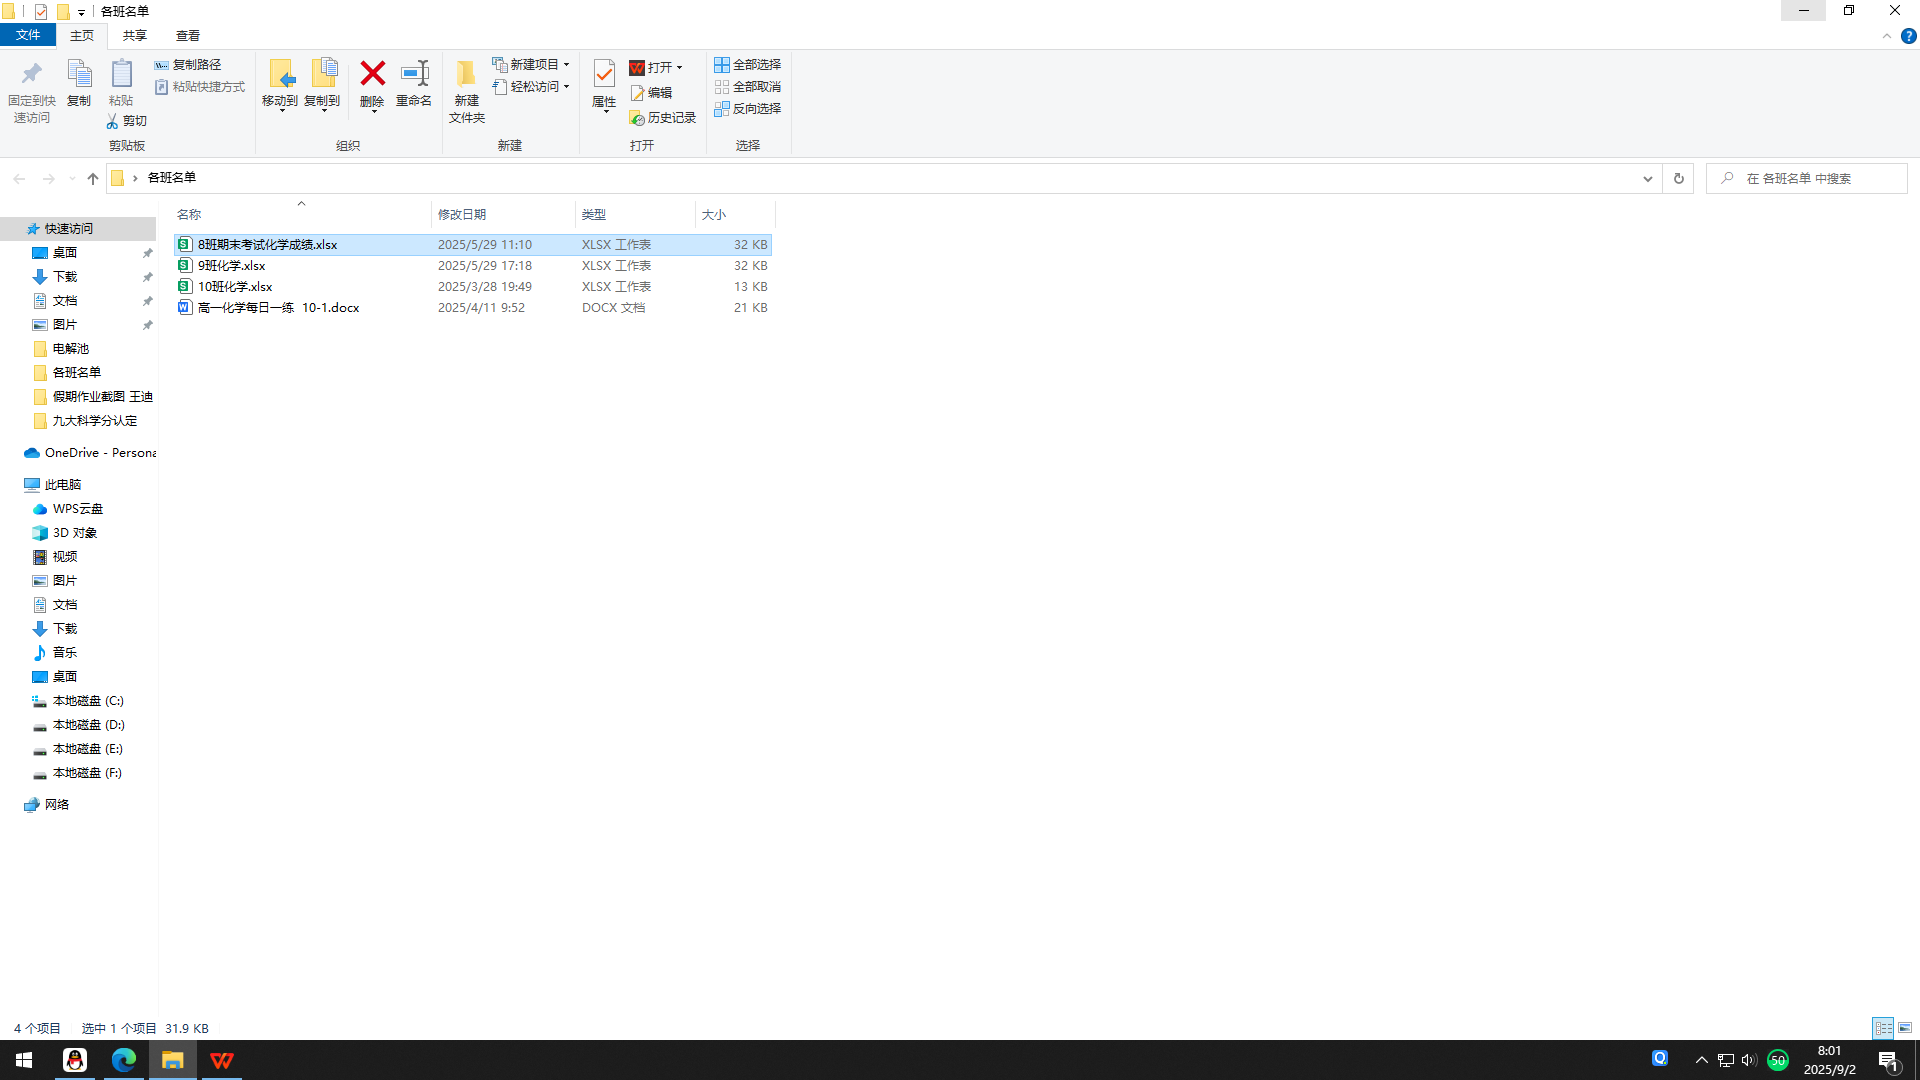 各班名单
文件 主页 共享 查看
固定到快速访问
复制
粘贴
复制路径
粘贴快捷方式
剪切
剪贴板
移动到
复制到
删除
重命名
组织
新建文件夹
新建项目
轻松访问
新建
属性
打开
编辑
历史记录
打开
全部选择
全部取消
反向选择
选择
各班名单
在 各班名单 中搜索
名称 修改日期 类型 大小
8班期末考试化学成绩.xlsx 2025/5/29 11:10 XLSX 工作表 32 KB
9班化学.xlsx 2025/5/29 17:18 XLSX 工作表 32 KB
10班化学.xlsx 2025/3/28 19:49 XLSX 工作表 13 KB
高一化学每日一练 10-1.docx 2025/4/11 9:52 DOCX 文档 21 KB
快速访问
桌面
下载
文档
图片
电解池
各班名单
假期作业截图 王迪
九大科学分认定
OneDrive - Persona
此电脑
WPS云盘
3D 对象
视频
图片
文档
下载
音乐
桌面
本地磁盘 (C:)
本地磁盘 (D:)
本地磁盘 (E:)
本地磁盘 (F:)
网络
4 个项目 选中 1 个项目 31.9 KB
50
8:01
2025/9/2
1